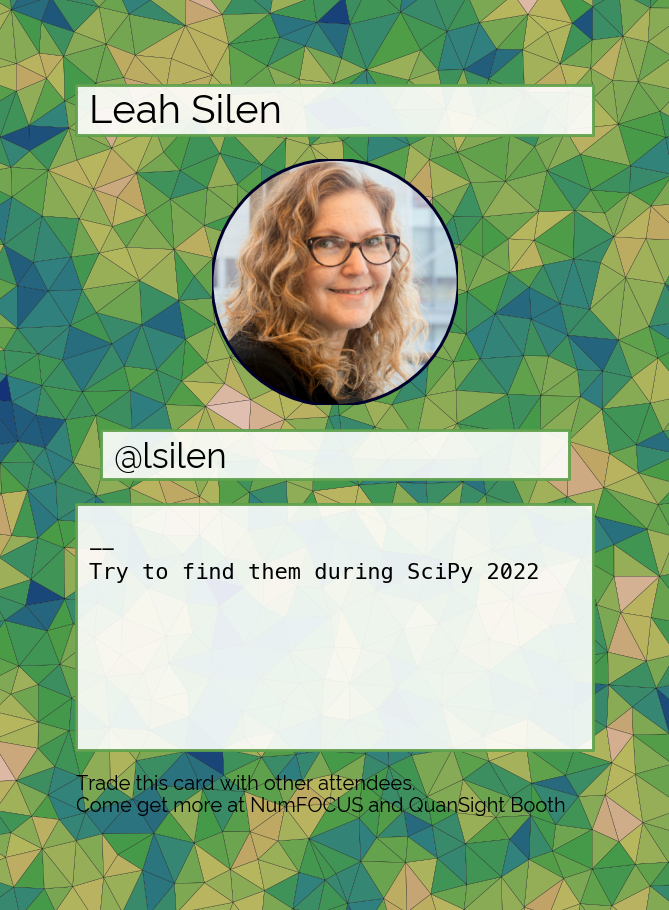 Leah Silen
@lsilen
——
Try to find them during SciPy 2022
Trade this card with other attendees.
Come get more at NumFOCUS and QuanSight Booth